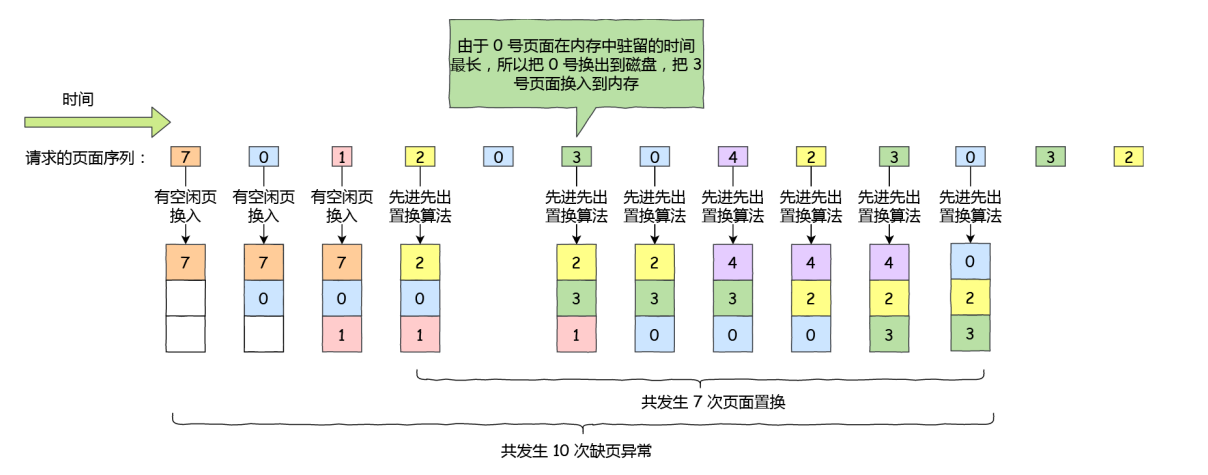 由于 0 号页面在内存中驻留的时间
最长，所以把 0 号换出到磁盘，把 3
号页面换入到内存
时间
请求的页面序列： 7 0 1 2 0 3 0 4 2 3 0 3 2
有空闲页 有空闲页 有空闲页 先进先出 先进先出 先进先出 先进先出 先进先出 先进先出 先进先出
换入 换入 换入 置换算法 置换算法 置换算法 置换算法 置换算法 置换算法 置换算法
7 7 7 2 2 2 4 4 4 0
0 0 0 3 3 3 2 2 2
1 1 1 0 0 0 3 3
共发生 7 次页面置换
共发生 10 次缺页异常